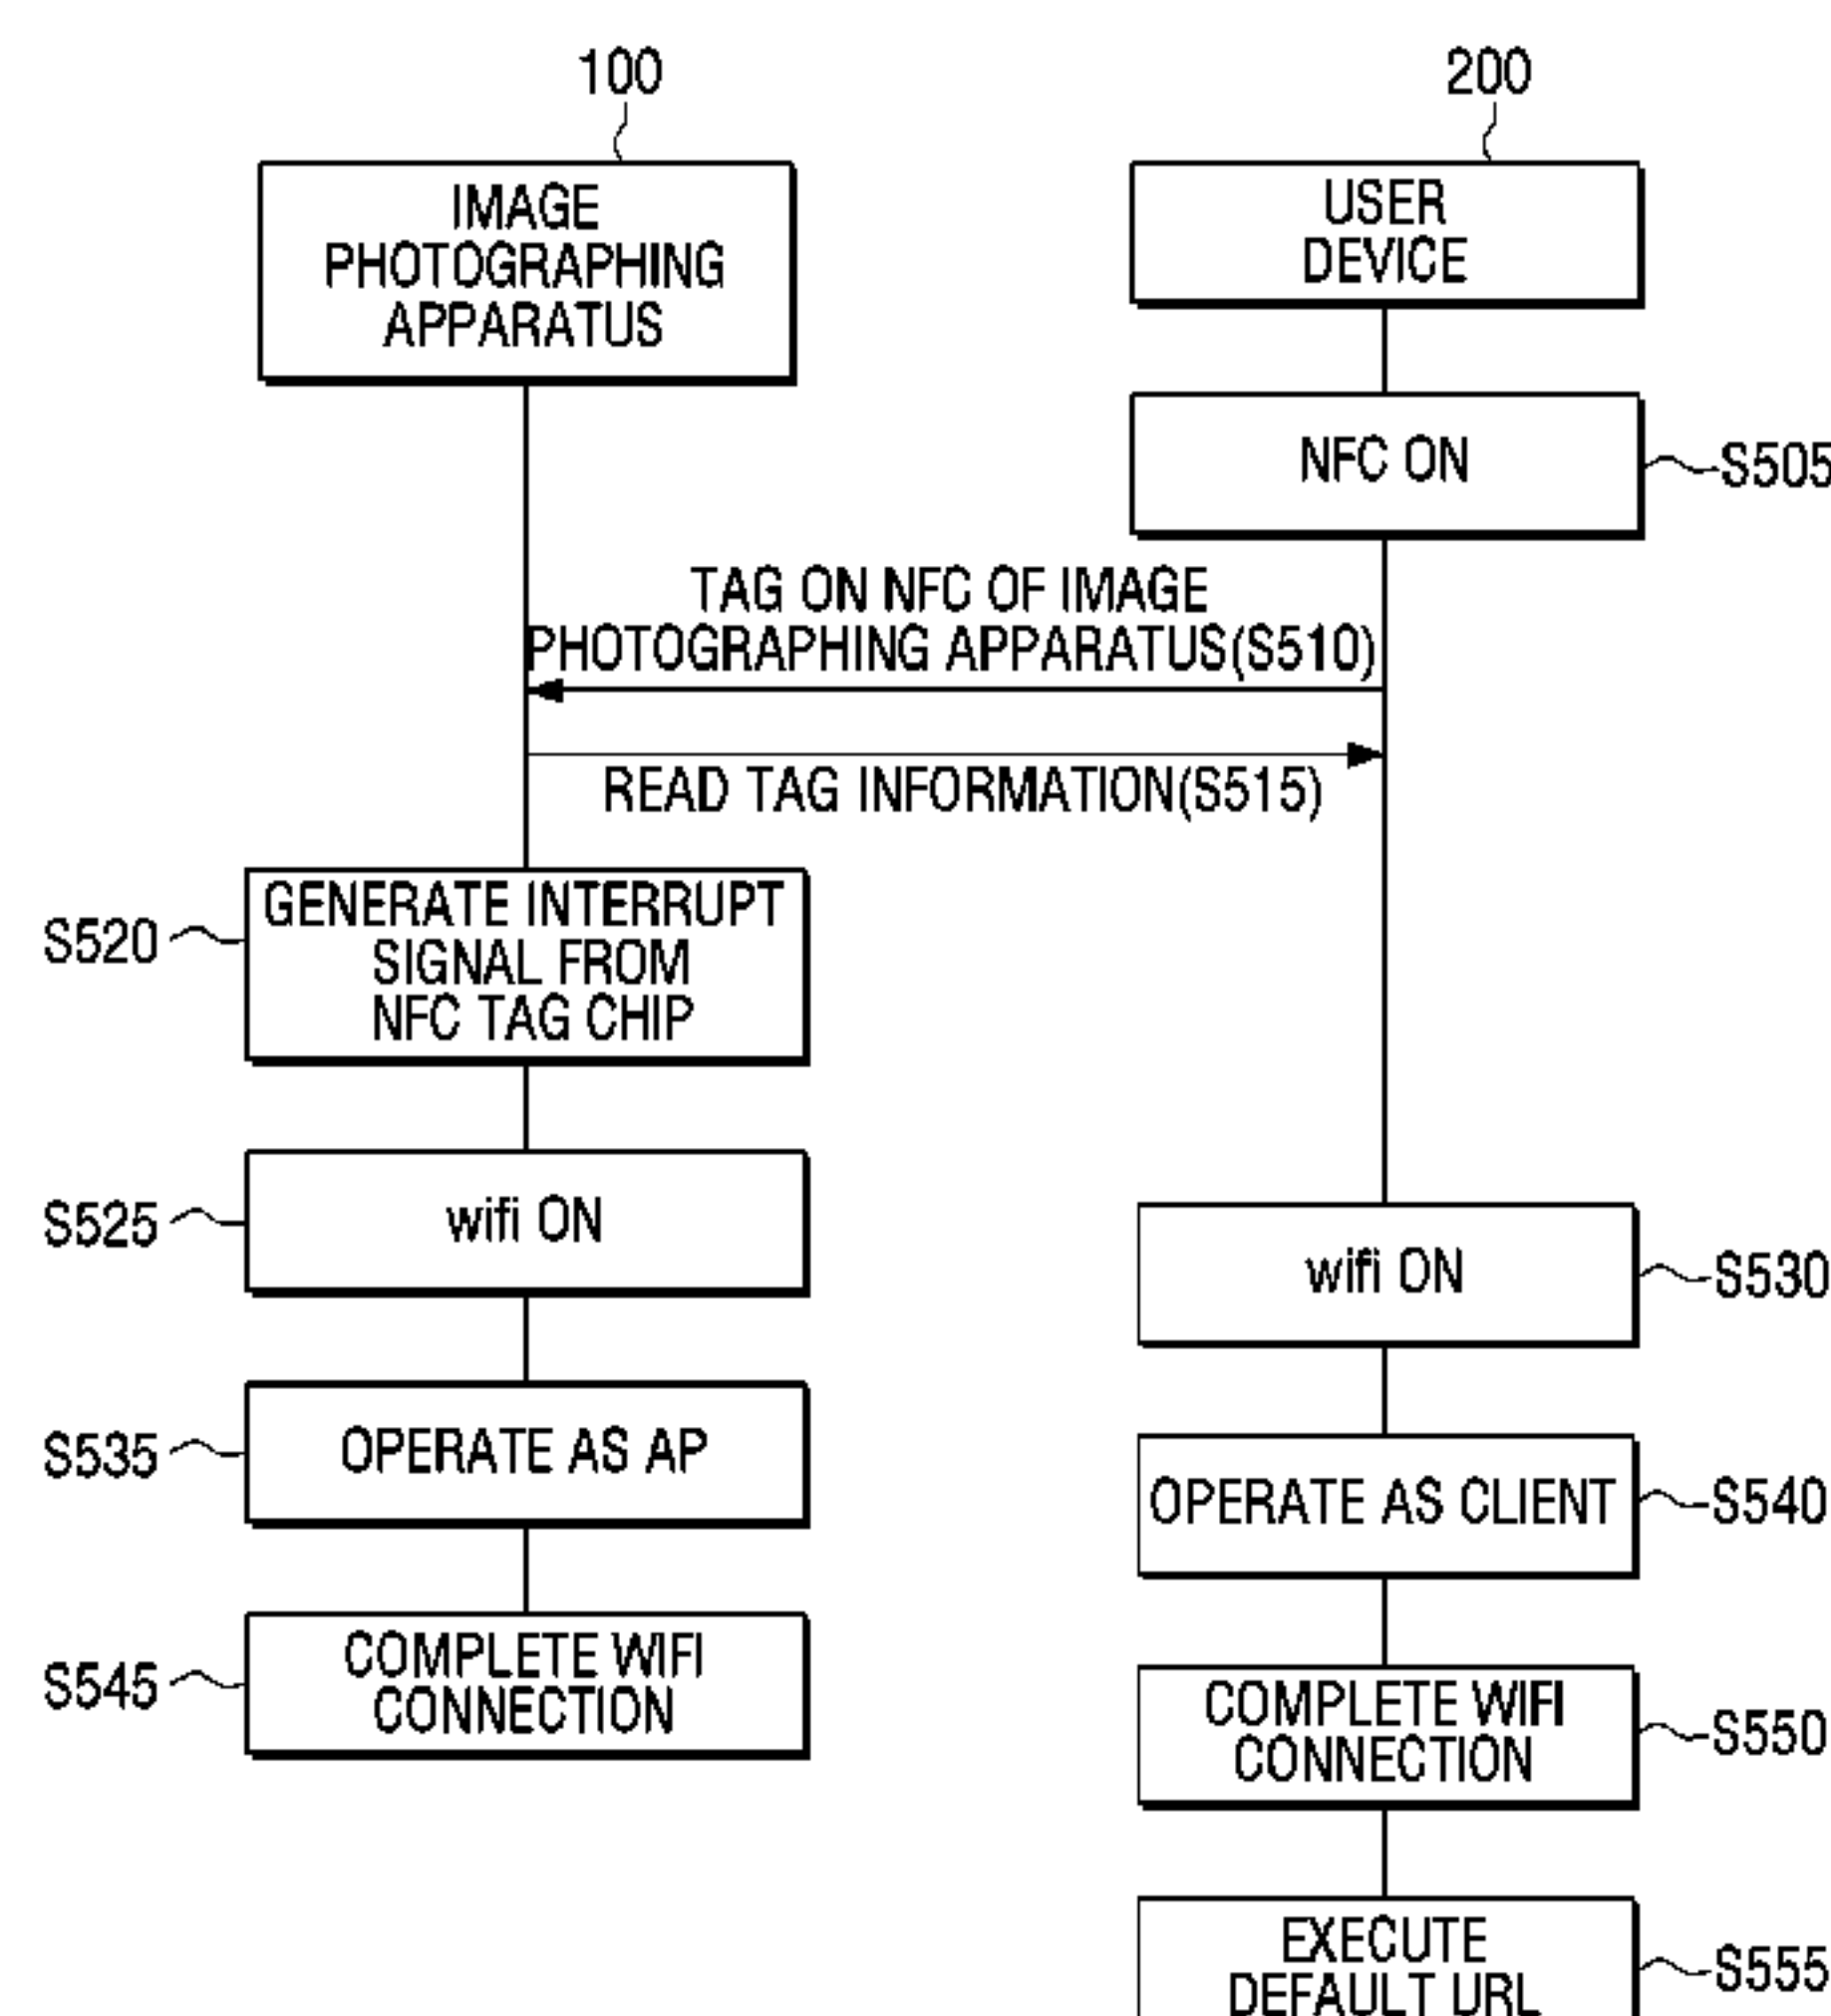 100
200
IMAGE
PHOTOGRAPHING
APPARATUS
USER
DEVICE
NFC ON
S505
TAG ON NFC OF IMAGE
PHOTOGRAPHING APPARATUS(S510)
READ TAG INFORMATION(S515)
S520
GENERATE INTERRUPT
SIGNAL FROM
NFC TAG CHIP
S525
wifi ON
wifi ON
S530
S535
OPERATE AS AP
OPERATE AS CLIENT
S540
S545
COMPLETE WIFI
CONNECTION
COMPLETE WIFI
CONNECTION
S550
EXECUTE
DEFAULT URL
S555